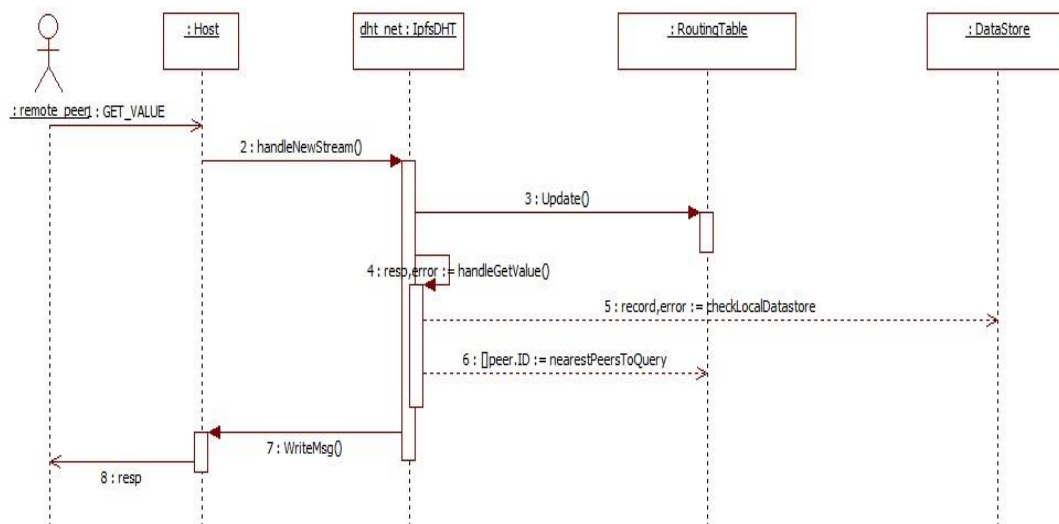 : Host
dht_net : IpfsDHT
: RoutingTable
: DataStore
: remote_peer
1 : GET_VALUE
2 : handleNewStream()
3 : Update()
4 : resp,error := handleGetValue()
5 : record,error := checkLocalDatastore
6 : []peer.ID := nearestPeersToQuery
7 : WriteMsg()
8 : resp